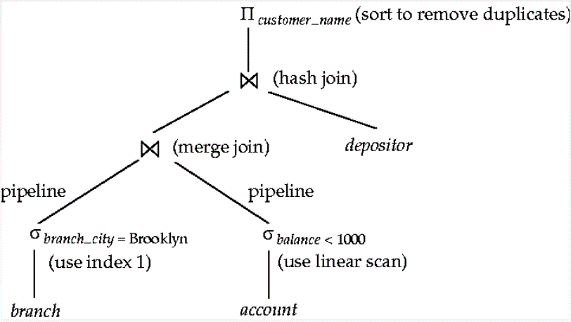 Π customer_name (sort to remove duplicates)
⋈ (hash join)
⋈ (merge join)
depositor
pipeline
pipeline
σ branch_city = Brooklyn
(use index 1)
σ balance < 1000
(use linear scan)
branch
account